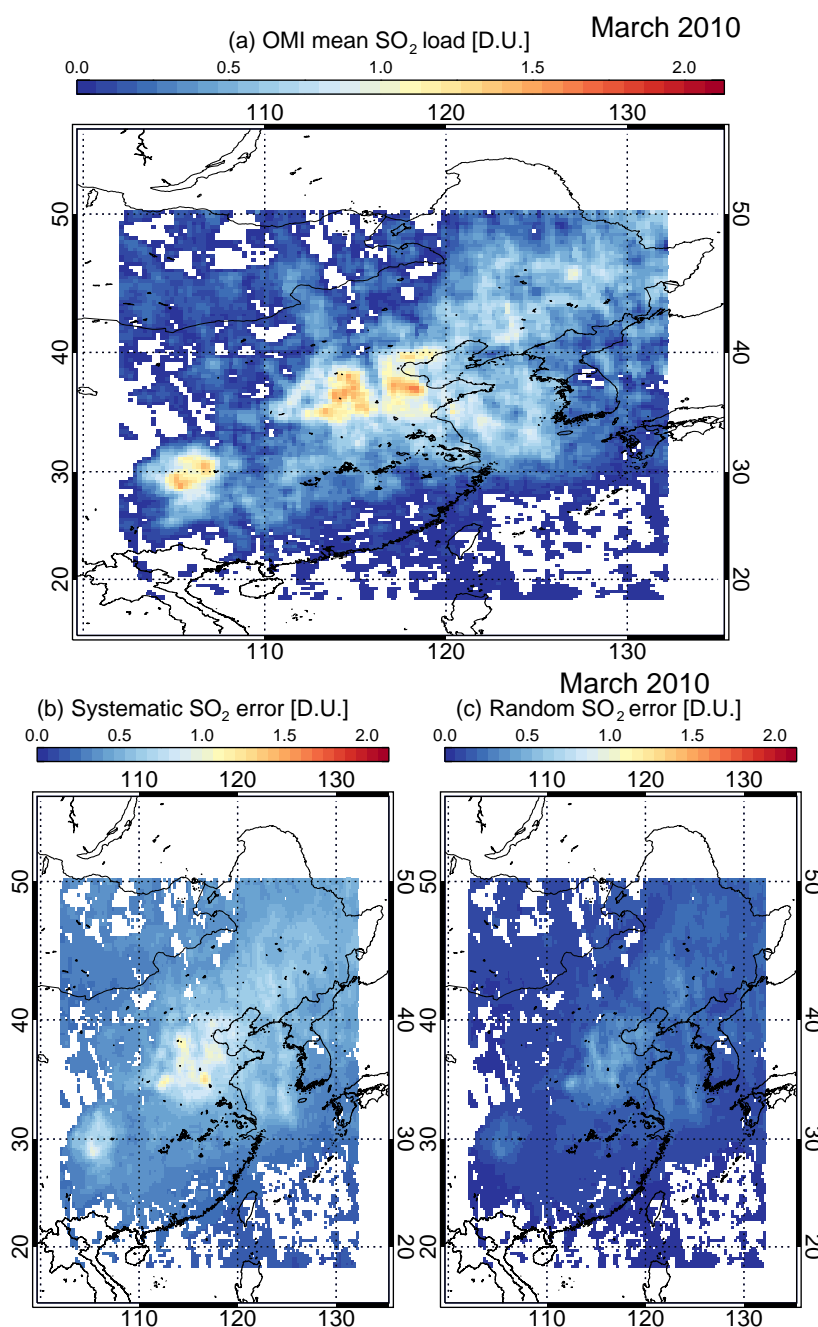 March 2010
(a) OMI mean SO₂ load [D.U.]
0.0 0.5 1.0 1.5 2.0
110 120 130
50 50
40 40
30 30
20 20
110 120 130
March 2010
(b) Systematic SO₂ error [D.U.] (c) Random SO₂ error [D.U.]
0.0 0.5 1.0 1.5 2.0 0.0 0.5 1.0 1.5 2.0
110 120 130 110 120 130
50 50 50 50
40 40 40 40
30 30 30 30
20 20 20 20
110 120 130 110 120 130